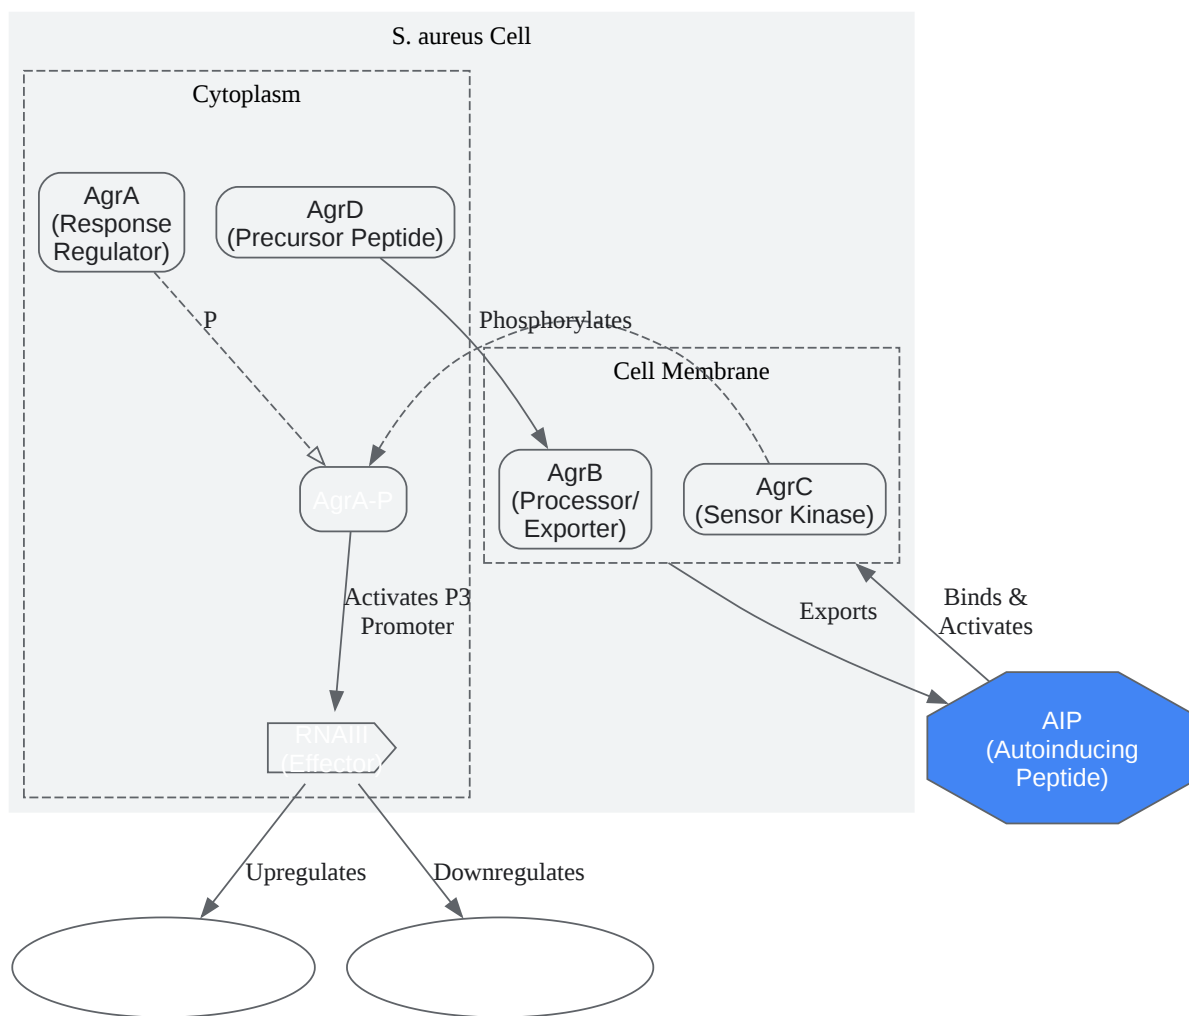 S. aureus Cell
Cytoplasm
AgrA
(Response
Regulator)
AgrD
(Precursor Peptide)
P
Phosphorylates
Cell Membrane
AgrA-P
AgrB
(Processor/
Exporter)
AgrC
(Sensor Kinase)
Activates P3
Promoter
Exports
Binds &
Activates
RNAIII
(Effector)
AIP
(Autoinducing
Peptide)
Upregulates
Downregulates